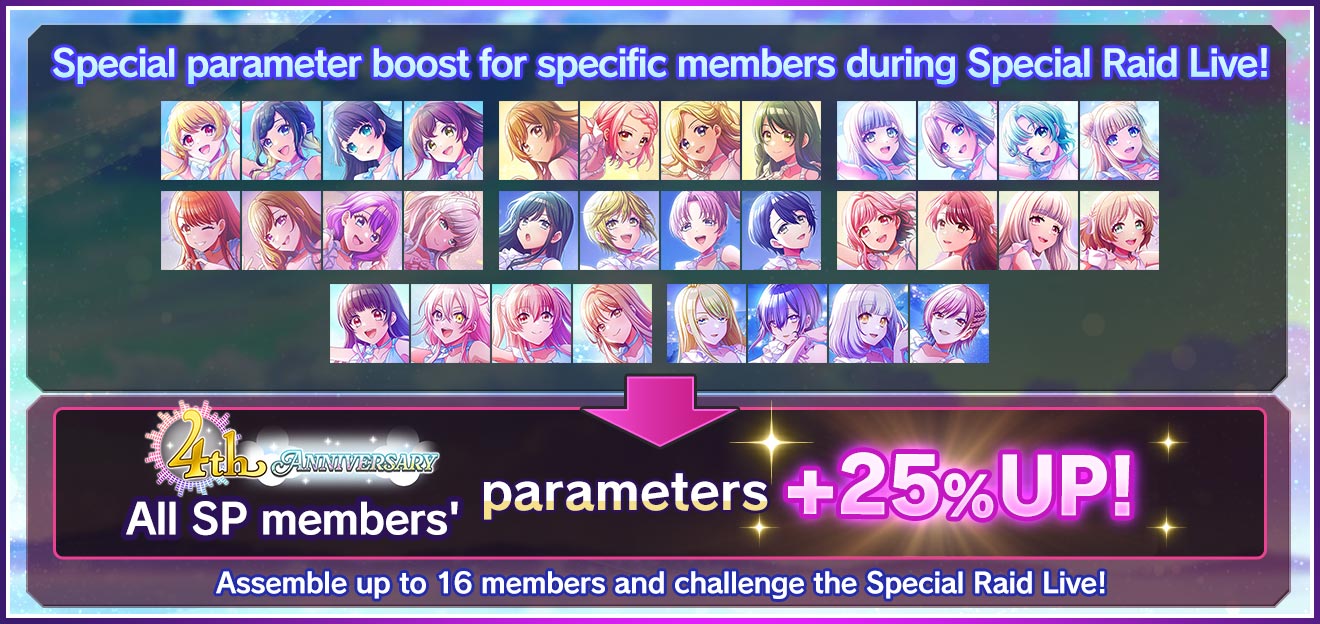 Special parameter boost for specific members during Special Raid Live!
4th ANNIVERSARY
All SP members' parameters +25%UP!
Assemble up to 16 members and challenge the Special Raid Live!